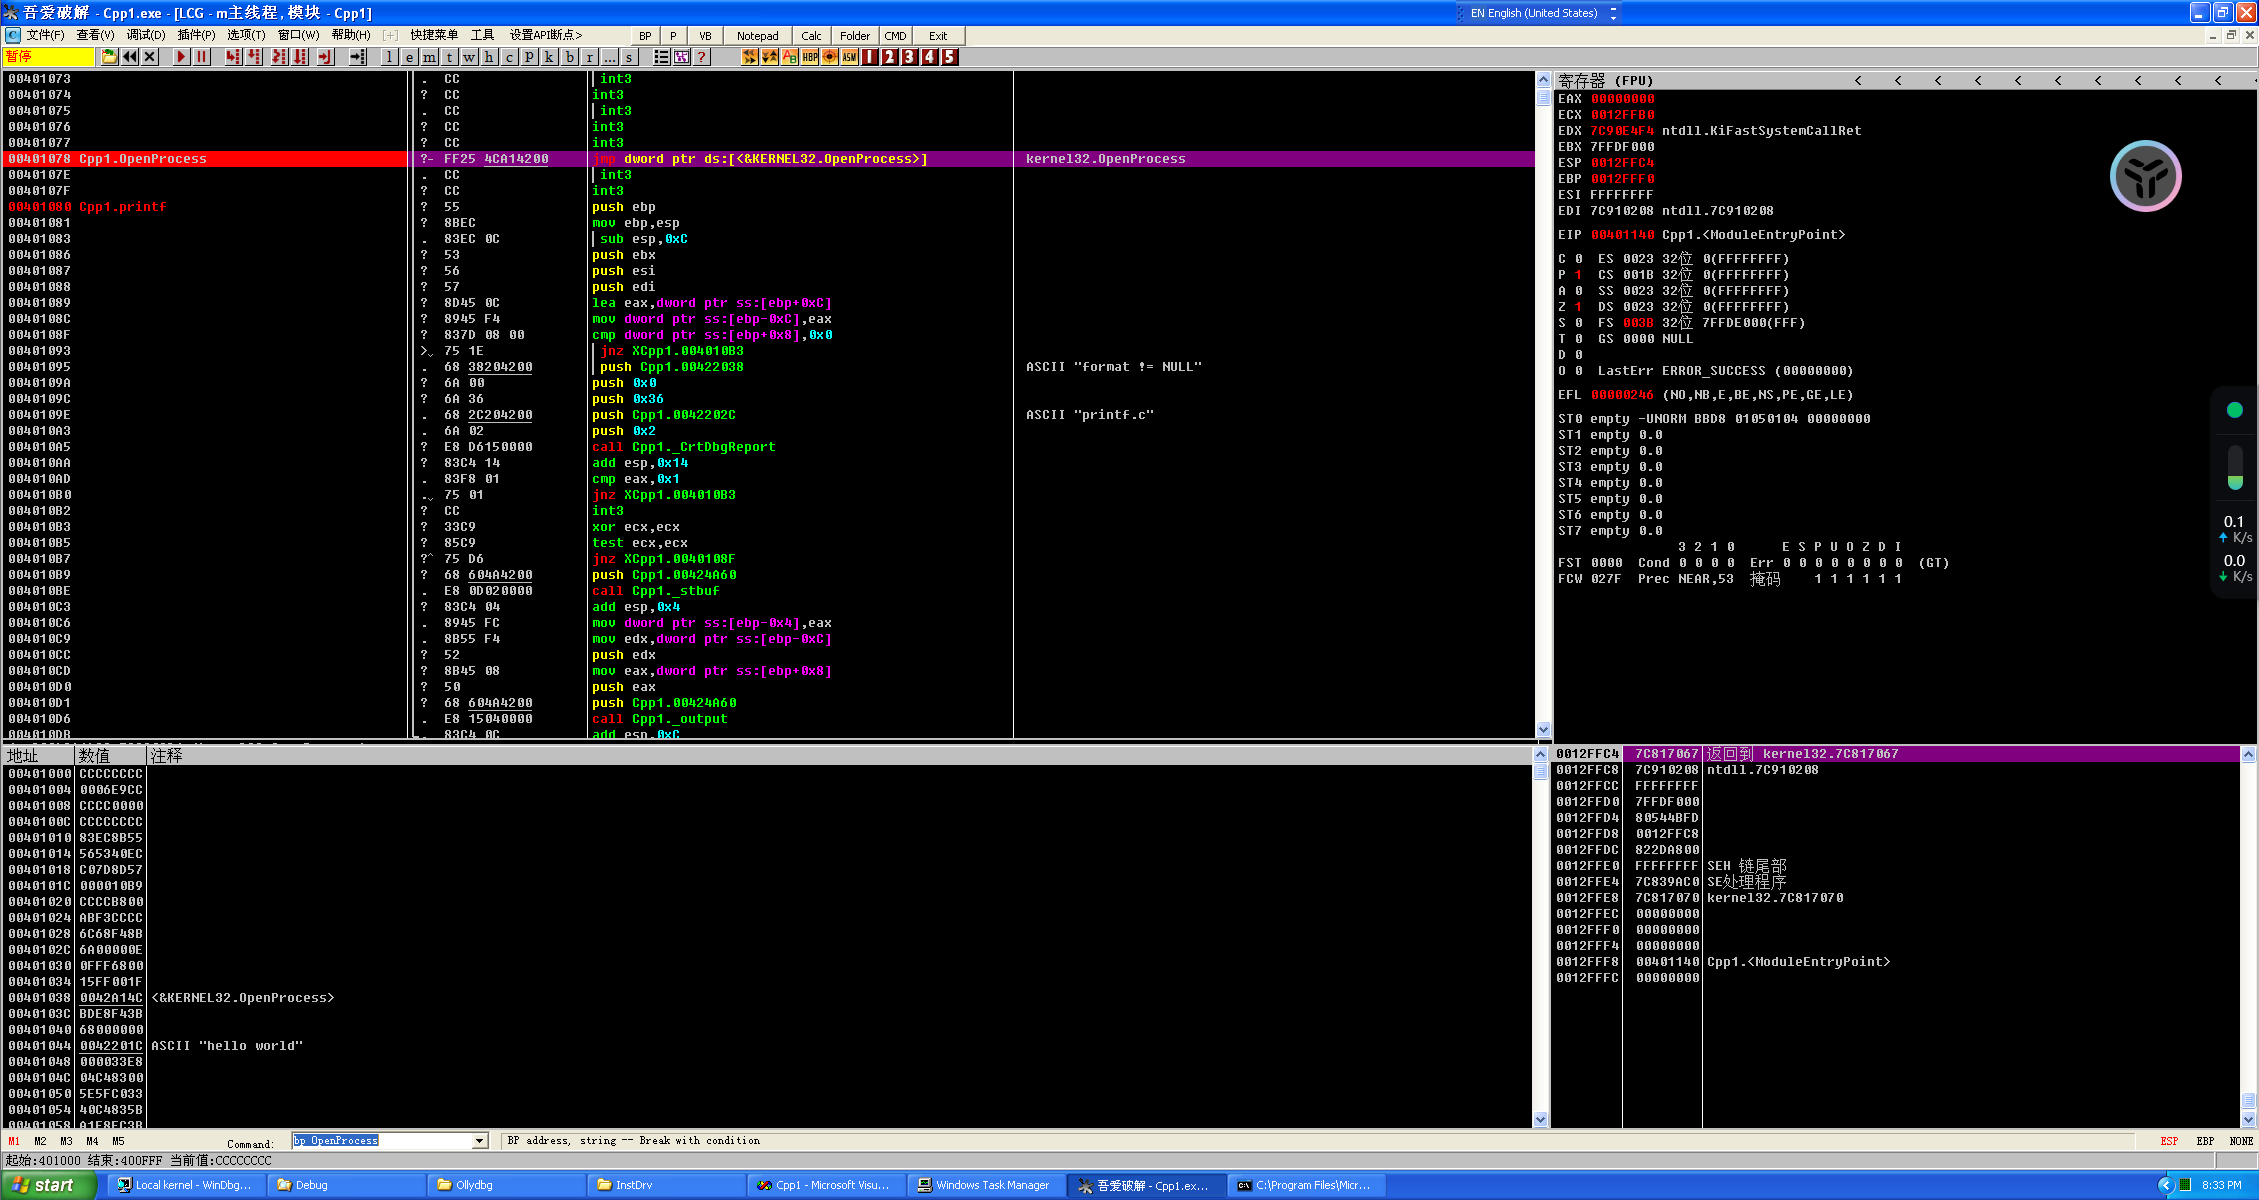 吾爱破解 - Cpp1.exe - [LCG - m主线程, 模块 - Cpp1]
EN English (United States)
文件(F) 查看(V) 调试(D) 插件(P) 选项(T) 窗口(W) 帮助(H) [+] 快捷菜单 工具 设置API断点> BP P VB Notepad Calc Folder CMD Exit
暂停 l e m t w h c p k b r ... s ? HBP ASM 1 2 3 4 5
00401073 . CC int3
00401074 ? CC int3
00401075 . CC int3
00401076 ? CC int3
00401077 ? CC int3
00401078 Cpp1.OpenProcess ?- FF25 4CA14200 jmp dword ptr ds:[<&KERNEL32.OpenProcess>] kernel32.OpenProcess
0040107E . CC int3
0040107F ? CC int3
00401080 Cpp1.printf ? 55 push ebp
00401081 ? 8BEC mov ebp,esp
00401083 . 83EC 0C sub esp,0xC
00401086 ? 53 push ebx
00401087 ? 56 push esi
00401088 ? 57 push edi
00401089 ? 8D45 0C lea eax,dword ptr ss:[ebp+0xC]
0040108C ? 8945 F4 mov dword ptr ss:[ebp-0xC],eax
0040108F ? 837D 08 00 cmp dword ptr ss:[ebp+0x8],0x0
00401093 >. 75 1E jnz XCpp1.004010B3
00401095 . 68 38204200 push Cpp1.00422038 ASCII "format != NULL"
0040109A ? 6A 00 push 0x0
0040109C ? 6A 36 push 0x36
0040109E . 68 2C204200 push Cpp1.0042202C ASCII "printf.c"
004010A3 . 6A 02 push 0x2
004010A5 ? E8 D6150000 call Cpp1._CrtDbgReport
004010AA ? 83C4 14 add esp,0x14
004010AD . 83F8 01 cmp eax,0x1
004010B0 . 75 01 jnz XCpp1.004010B3
004010B2 ? CC int3
004010B3 ? 33C9 xor ecx,ecx
004010B5 ? 85C9 test ecx,ecx
004010B7 ?^ 75 D6 jnz XCpp1.0040108F
004010B9 ? 68 604A4200 push Cpp1.00424A60
004010BE . E8 0D020000 call Cpp1._stbuf
004010C3 ? 83C4 04 add esp,0x4
004010C6 . 8945 FC mov dword ptr ss:[ebp-0x4],eax
004010C9 . 8B55 F4 mov edx,dword ptr ss:[ebp-0xC]
004010CC ? 52 push edx
004010CD ? 8B45 08 mov eax,dword ptr ss:[ebp+0x8]
004010D0 ? 50 push eax
004010D1 ? 68 604A4200 push Cpp1.00424A60
004010D6 . E8 15040000 call Cpp1._output
004010DB . 83C4 0C add esp,0xC
寄存器 (FPU) < < < < < < < < < <
EAX 00000000
ECX 0012FFB0
EDX 7C90E4F4 ntdll.KiFastSystemCallRet
EBX 7FFDF000
ESP 0012FFC4
EBP 0012FFF0
ESI FFFFFFFF
EDI 7C910208 ntdll.7C910208
EIP 00401140 Cpp1.<ModuleEntryPoint>
C 0 ES 0023 32位 0(FFFFFFFF)
P 1 CS 001B 32位 0(FFFFFFFF)
A 0 SS 0023 32位 0(FFFFFFFF)
Z 1 DS 0023 32位 0(FFFFFFFF)
S 0 FS 003B 32位 7FFDE000(FFF)
T 0 GS 0000 NULL
D 0
O 0 LastErr ERROR_SUCCESS (00000000)
EFL 00000246 (NO,NB,E,BE,NS,PE,GE,LE)
ST0 empty -UNORM BBD8 01050104 00000000
ST1 empty 0.0
ST2 empty 0.0
ST3 empty 0.0
ST4 empty 0.0
ST5 empty 0.0
ST6 empty 0.0
ST7 empty 0.0
3 2 1 0 E S P U O Z D I
FST 0000 Cond 0 0 0 0 Err 0 0 0 0 0 0 0 0 (GT)
FCW 027F Prec NEAR,53 掩码 1 1 1 1 1 1
0.1
K/s
0.0
K/s
地址 数值 注释
00401000 CCCCCCCC
00401004 0006E9CC
00401008 CCCC0000
0040100C CCCCCCCC
00401010 83EC8B55
00401014 565340EC
00401018 C07D8D57
0040101C 000010B9
00401020 CCCCB800
00401024 ABF3CCCC
00401028 6C68F48B
0040102C 6A00000E
00401030 0FFF6800
00401034 15FF001F
00401038 0042A14C <&KERNEL32.OpenProcess>
0040103C BDE8F43B
00401040 68000000
00401044 0042201C ASCII "hello world"
00401048 000033E8
0040104C 04C48300
00401050 5E5FC033
00401054 40C4835B
00401058 A1E8EC3B
0012FFC4 7C817067 返回到 kernel32.7C817067
0012FFC8 7C910208 ntdll.7C910208
0012FFCC FFFFFFFF
0012FFD0 7FFDF000
0012FFD4 80544BFD
0012FFD8 0012FFC8
0012FFDC 822DA800
0012FFE0 FFFFFFFF SEH 链尾部
0012FFE4 7C839AC0 SE处理程序
0012FFE8 7C817070 kernel32.7C817070
0012FFEC 00000000
0012FFF0 00000000
0012FFF4 00000000
0012FFF8 00401140 Cpp1.<ModuleEntryPoint>
0012FFFC 00000000
M1 M2 M3 M4 M5 Command: bp OpenProcess BP address, string -- Break with condition ESP EBP NONE
起始:401000 结束:400FFF 当前值:CCCCCCCC
start Local kernel - WinDbg... Debug Ollydbg InstDrv Cpp1 - Microsoft Visu... Windows Task Manager 吾爱破解 - Cpp1.ex... C:\Program Files\Micr... 8:33 PM